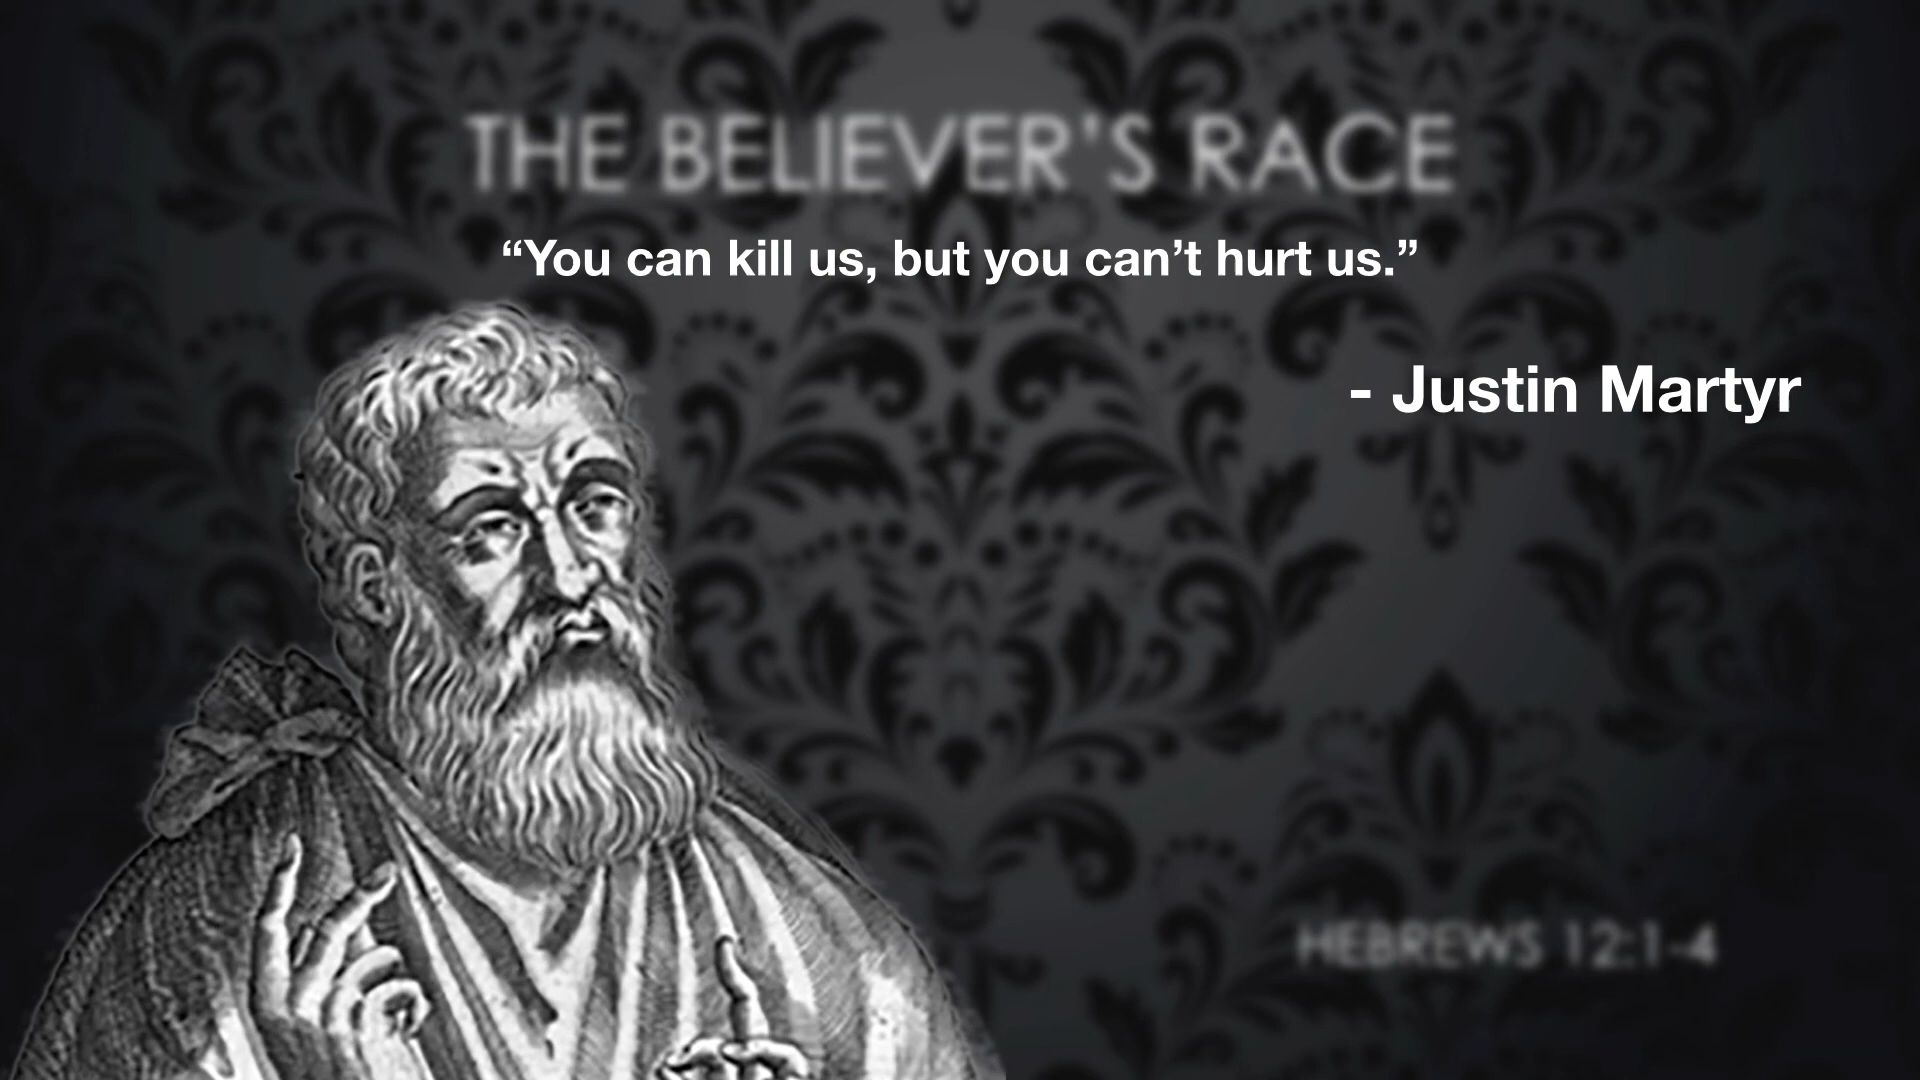 THE BELIEVER’S RACE
“You can kill us, but you can’t hurt us.”
- Justin Martyr
HEBREWS 12:1-4